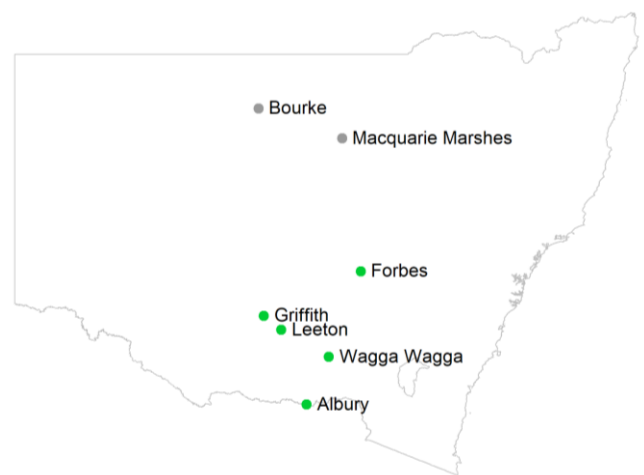 Bourke
Macquarie Marshes
Forbes
Griffith
Leeton
Wagga Wagga
Albury